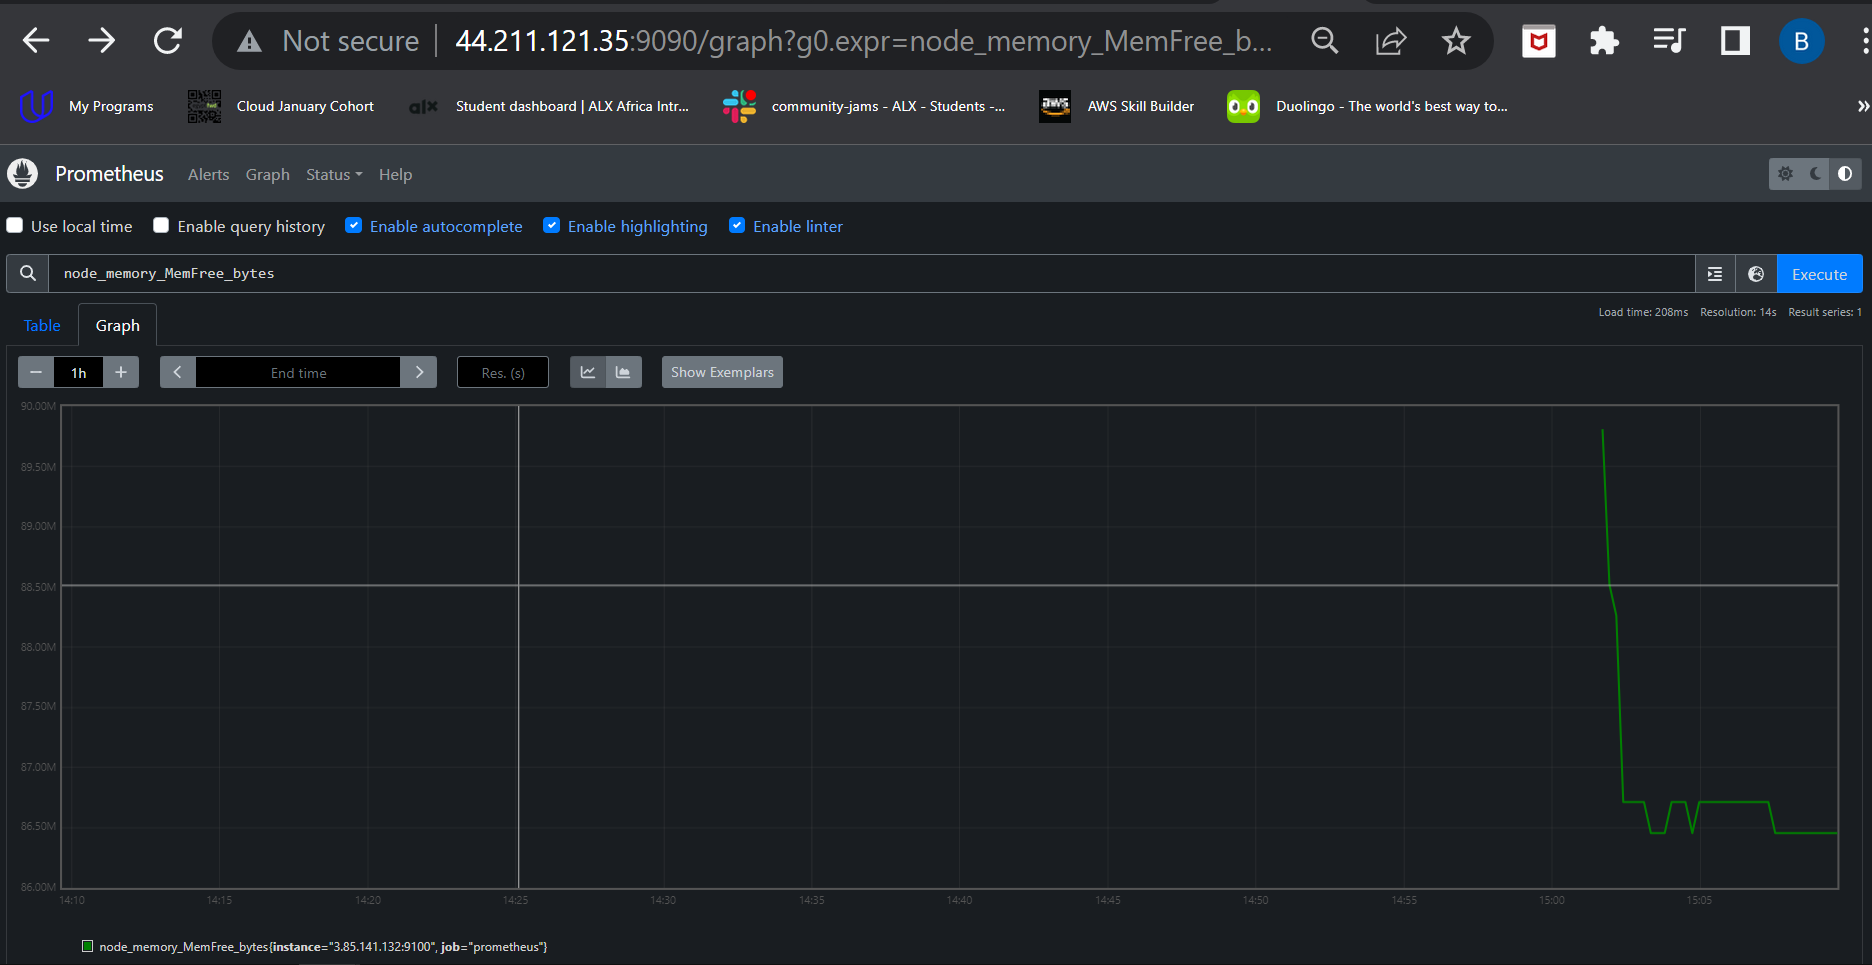 Not secure 44.211.121.35:9090/graph?g0.expr=node_memory_MemFree_b... B
My Programs Cloud January Cohort alx Student dashboard | ALX Africa Intr... community-jams - ALX - Students -... aws AWS Skill Builder Duolingo - The world's best way to... »
Prometheus Alerts Graph Status Help
Use local time Enable query history Enable autocomplete Enable highlighting Enable linter
node_memory_MemFree_bytes Execute
Load time: 208ms Resolution: 14s Result series: 1
Table Graph
− 1h + End time Res. (s) Show Exemplars
90.00M
89.50M
89.00M
88.50M
88.00M
87.50M
87.00M
86.50M
86.00M
14:10 14:15 14:20 14:25 14:30 14:35 14:40 14:45 14:50 14:55 15:00 15:05
node_memory_MemFree_bytes{instance="3.85.141.132:9100", job="prometheus"}